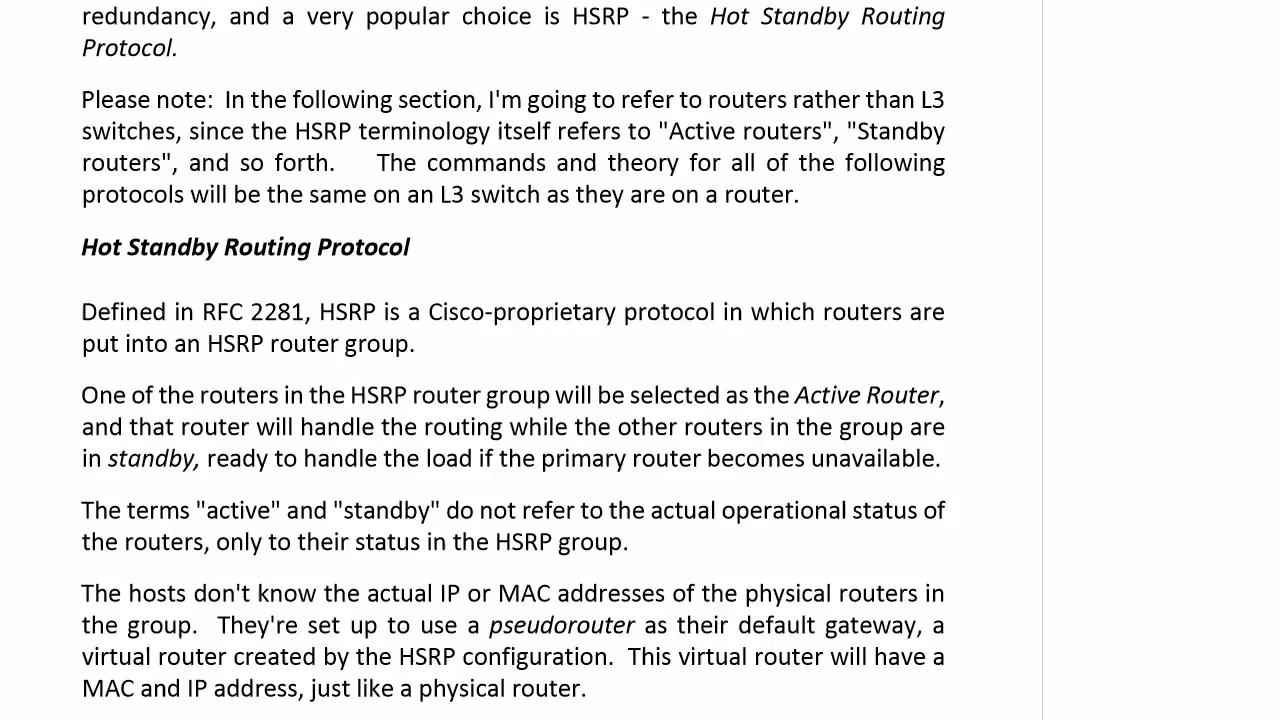 redundancy, and a very popular choice is HSRP - the Hot Standby Routing
Protocol.
Please note:  In the following section, I'm going to refer to routers rather than L3
switches, since the HSRP terminology itself refers to "Active routers", "Standby
routers", and so forth.   The commands and theory for all of the following
protocols will be the same on an L3 switch as they are on a router.
Hot Standby Routing Protocol
Defined in RFC 2281, HSRP is a Cisco-proprietary protocol in which routers are
put into an HSRP router group.
One of the routers in the HSRP router group will be selected as the Active Router,
and that router will handle the routing while the other routers in the group are
in standby, ready to handle the load if the primary router becomes unavailable.
The terms "active" and "standby" do not refer to the actual operational status of
the routers, only to their status in the HSRP group.
The hosts don't know the actual IP or MAC addresses of the physical routers in
the group.  They're set up to use a pseudorouter as their default gateway, a
virtual router created by the HSRP configuration.  This virtual router will have a
MAC and IP address, just like a physical router.